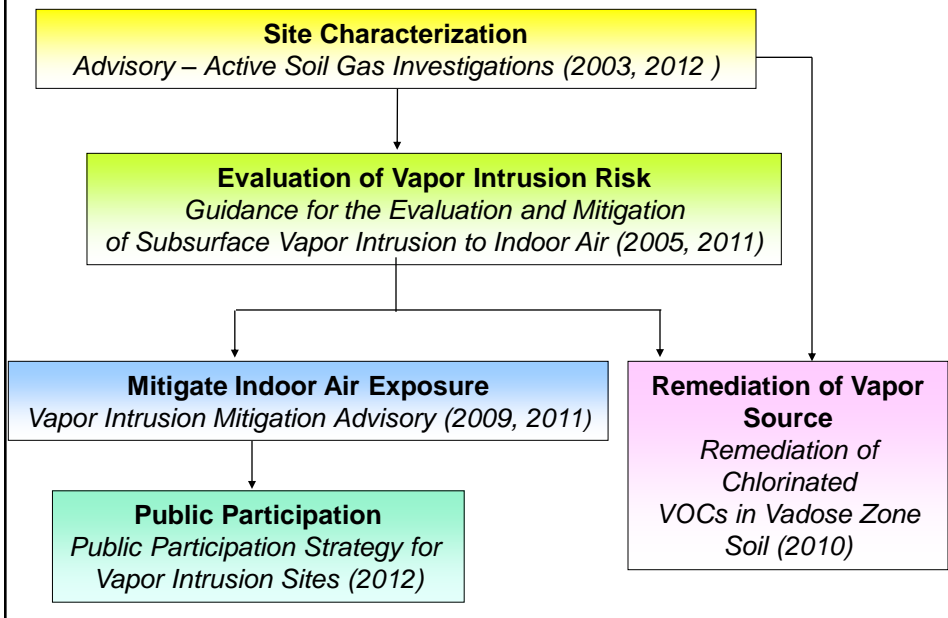 Site Characterization
Advisory – Active Soil Gas Investigations (2003, 2012 )
Evaluation of Vapor Intrusion Risk
Guidance for the Evaluation and Mitigation
of Subsurface Vapor Intrusion to Indoor Air (2005, 2011)
Mitigate Indoor Air Exposure
Vapor Intrusion Mitigation Advisory (2009, 2011)
Public Participation
Public Participation Strategy for
Vapor Intrusion Sites (2012)
Remediation of Vapor
Source
Remediation of
Chlorinated
VOCs in Vadose Zone
Soil (2010)